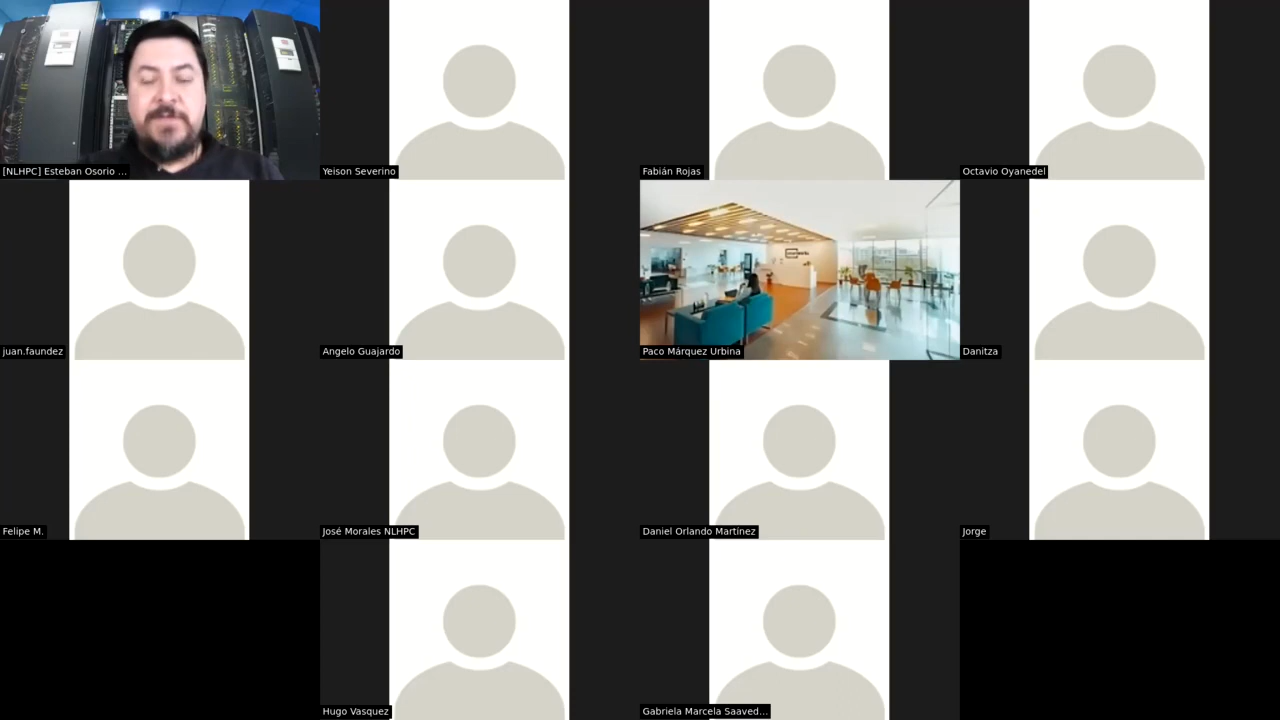 [NLHPC] Esteban Osorio ...
Yeison Severino
Fabián Rojas
Octavio Oyanedel
juan.faundez
Angelo Guajardo
Paco Márquez Urbina
Danitza
Felipe M.
José Morales NLHPC
Daniel Orlando Martínez
Jorge
Hugo Vasquez
Gabriela Marcela Saaved...